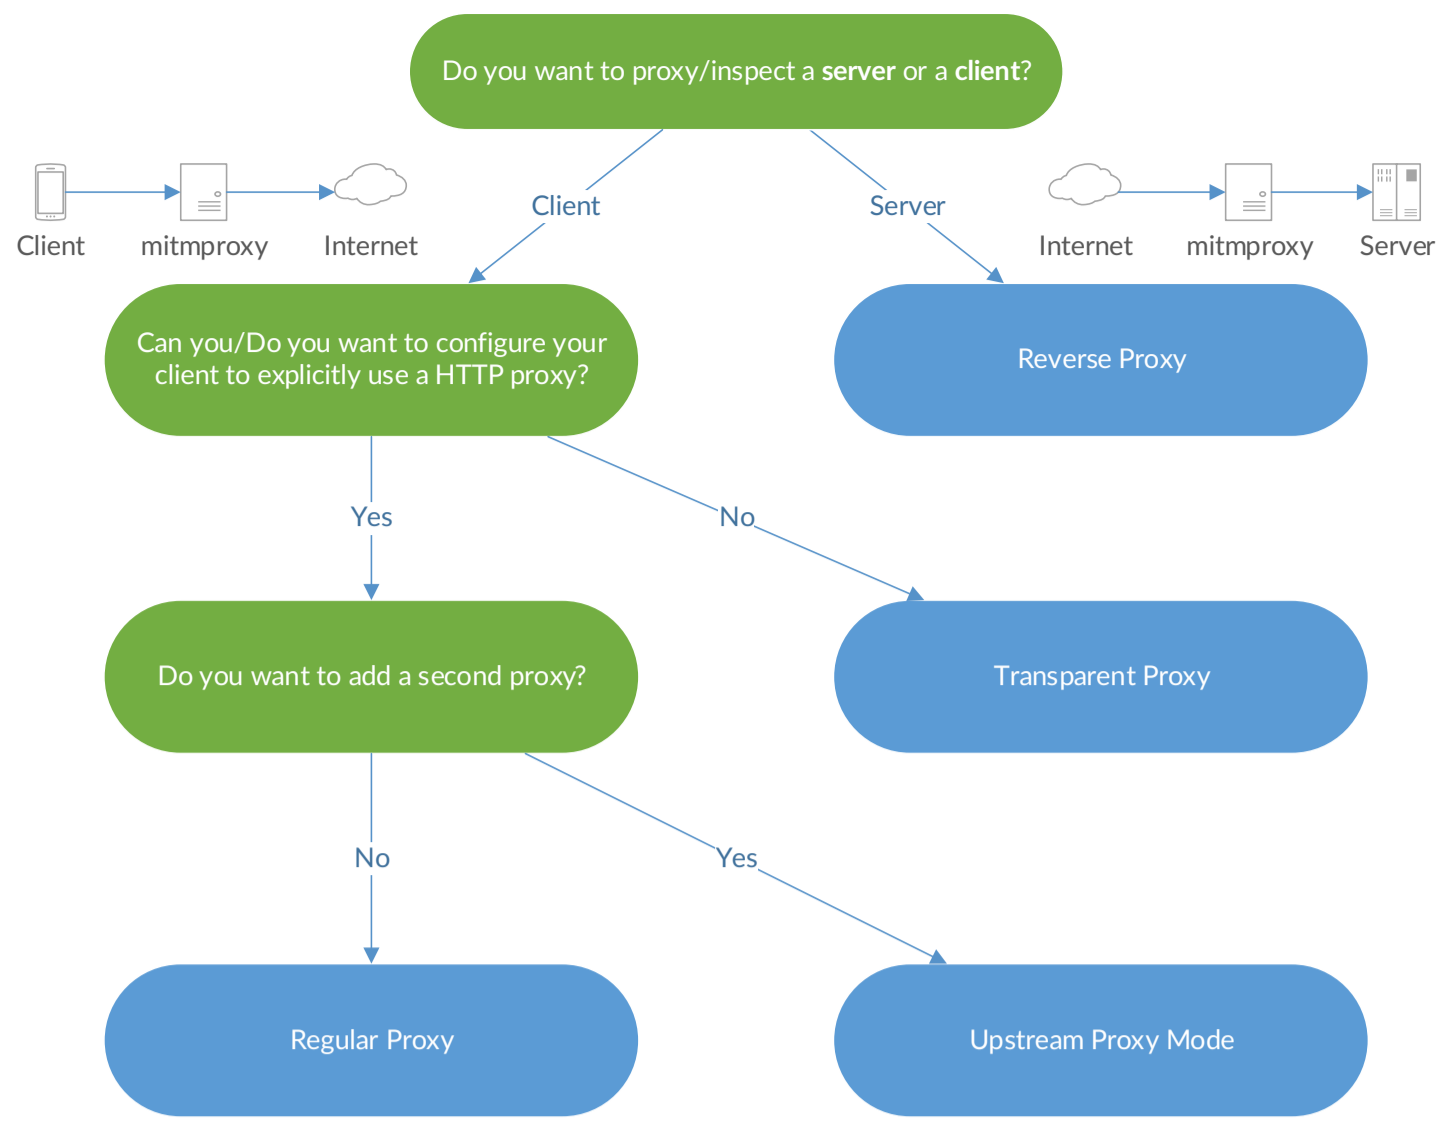 Do you want to proxy/inspect a server or a client?
Client
mitmproxy
Internet
Client
Server
Internet
mitmproxy
Server
Can you/Do you want to configure your
client to explicitly use a HTTP proxy?
Reverse Proxy
Yes
No
Do you want to add a second proxy?
Transparent Proxy
No
Yes
Regular Proxy
Upstream Proxy Mode